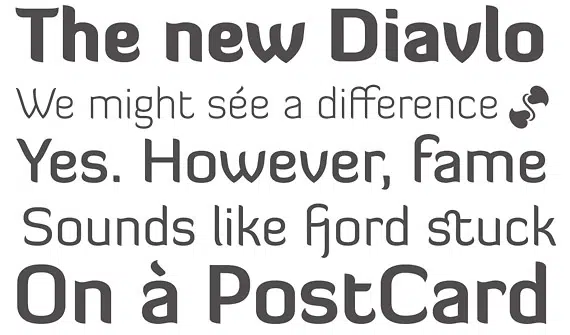 The new Diavlo
We might sée a difference
Yes. However, fame
Sounds like fjord stuck
On à PostCard